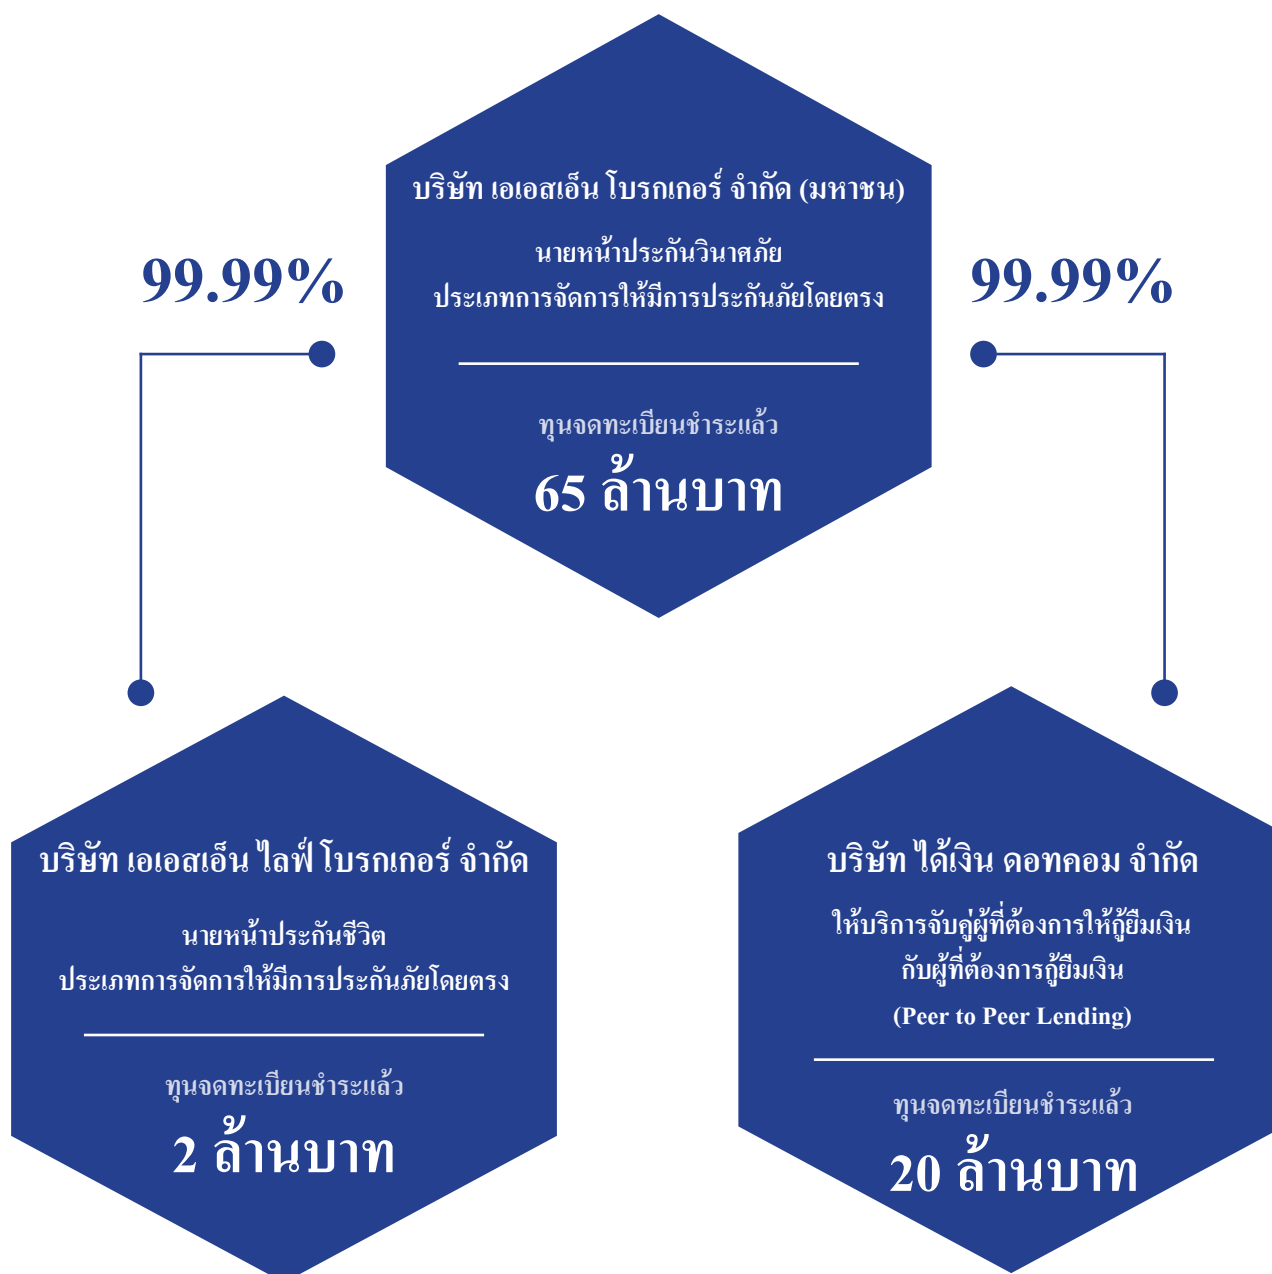 บริษัท เอเอสเอ็น โบรกเกอร์ จำกัด (มหาชน)
นายหน้าประกันวินาศภัย
ประเภทการจัดการให้มีการประกันภัยโดยตรง
99.99%
99.99%
ทุนจดทะเบียนชำระแล้ว
65 ล้านบาท
บริษัท เอเอสเอ็น ไลฟ์ โบรกเกอร์ จำกัด
นายหน้าประกันชีวิต
ประเภทการจัดการให้มีการประกันภัยโดยตรง
ทุนจดทะเบียนชำระแล้ว
2 ล้านบาท
บริษัท ได้เงิน ดอทคอม จำกัด
ให้บริการจับคู่ผู้ที่ต้องการให้กู้ยืมเงิน
กับผู้ที่ต้องการกู้ยืมเงิน
(Peer to Peer Lending)
ทุนจดทะเบียนชำระแล้ว
20 ล้านบาท